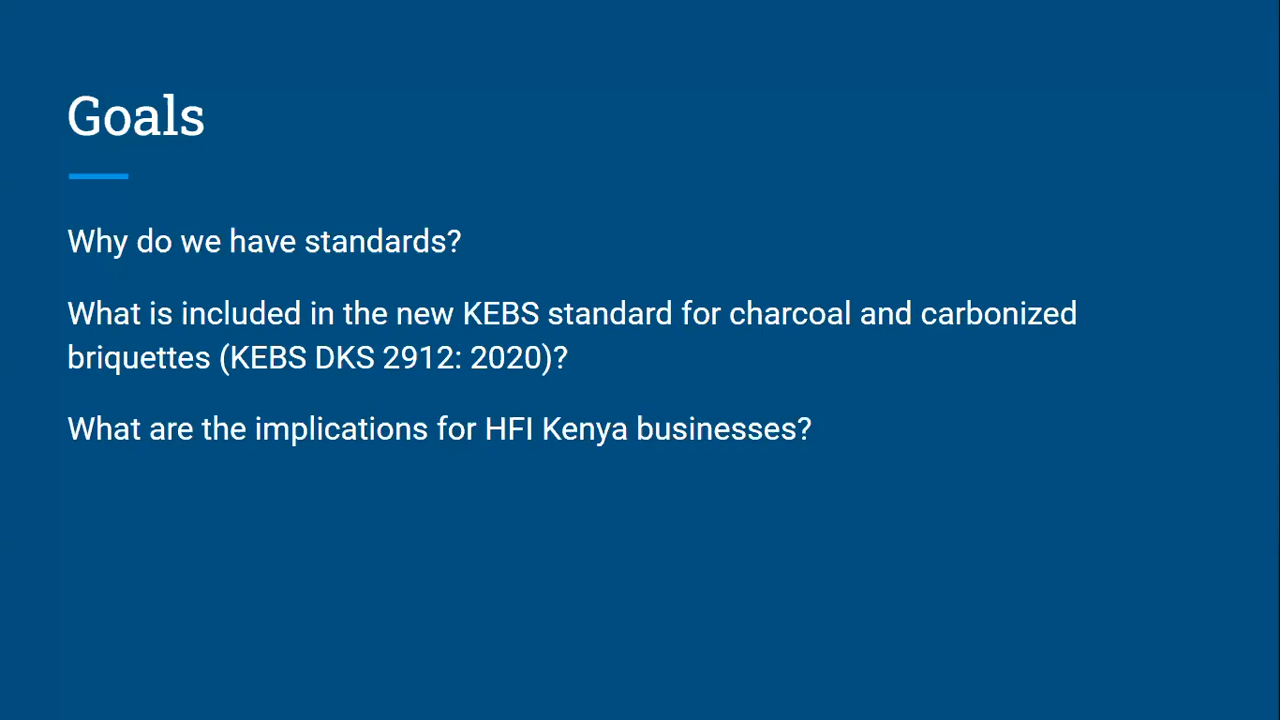 Goals
Why do we have standards?
What is included in the new KEBS standard for charcoal and carbonized
briquettes (KEBS DKS 2912: 2020)?
What are the implications for HFI Kenya businesses?